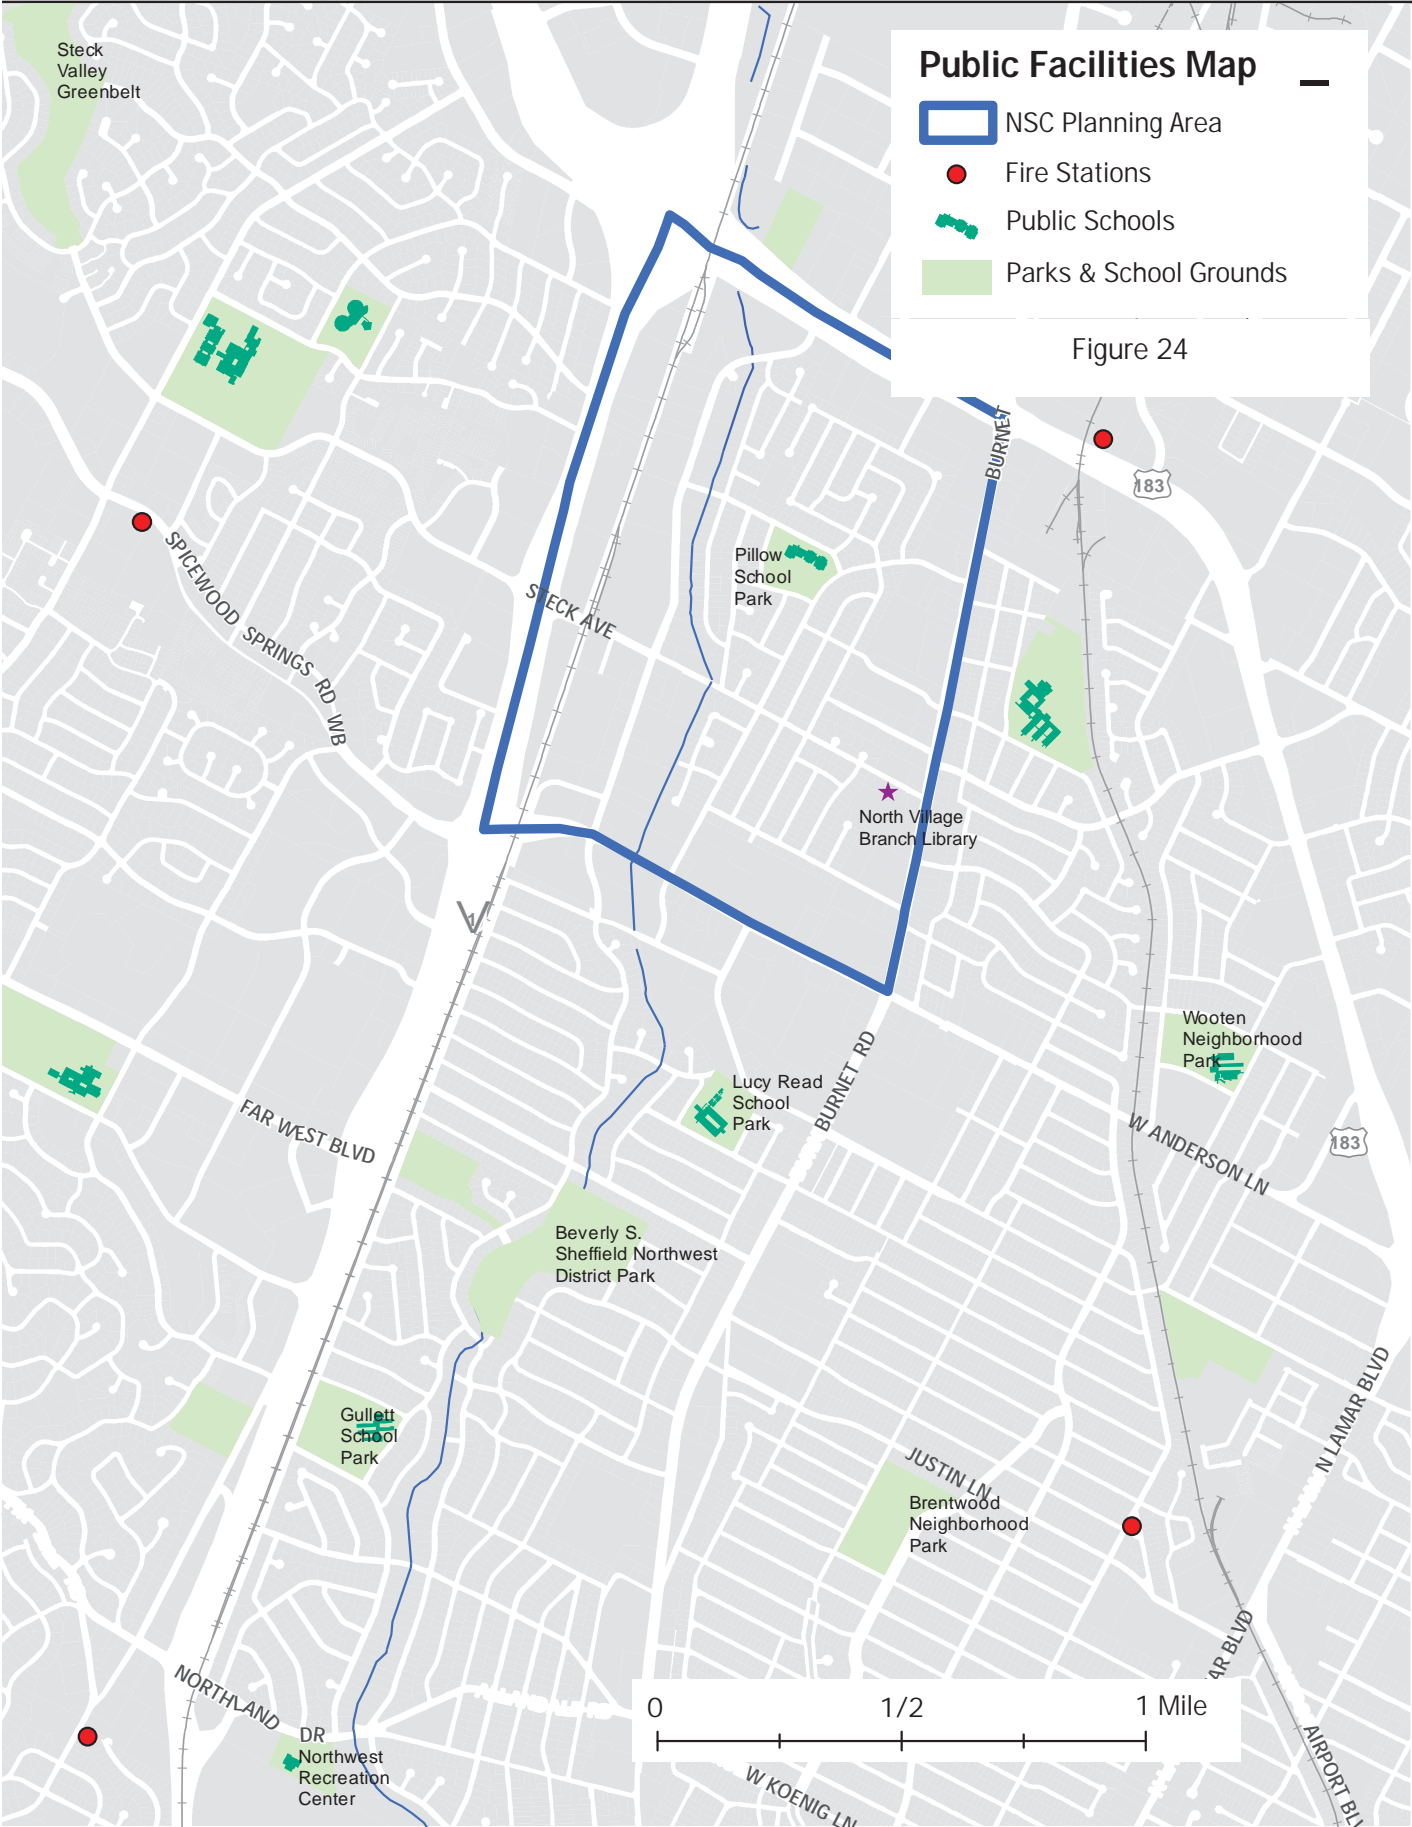 Steck
Valley
Greenbelt
Public Facilities Map
NSC Planning Area
Fire Stations
Public Schools
Parks & School Grounds
Figure 24
BURNET
183
SPICEWOOD SPRINGS RD WB
STECK AVE
Pillow
School
Park
North Village
Branch Library
1
Wooten
Neighborhood
Park
BURNET RD
Lucy Read
School
Park
FAR WEST BLVD
W ANDERSON LN
183
Beverly S.
Sheffield Northwest
District Park
N LAMAR BLVD
Gullett
School
Park
JUSTIN LN
Brentwood
Neighborhood
Park
AR BLVD
NORTHLAND DR
0 1/2 1 Mile
Northwest
Recreation
Center
W KOENIG LN
AIRPORT BLV